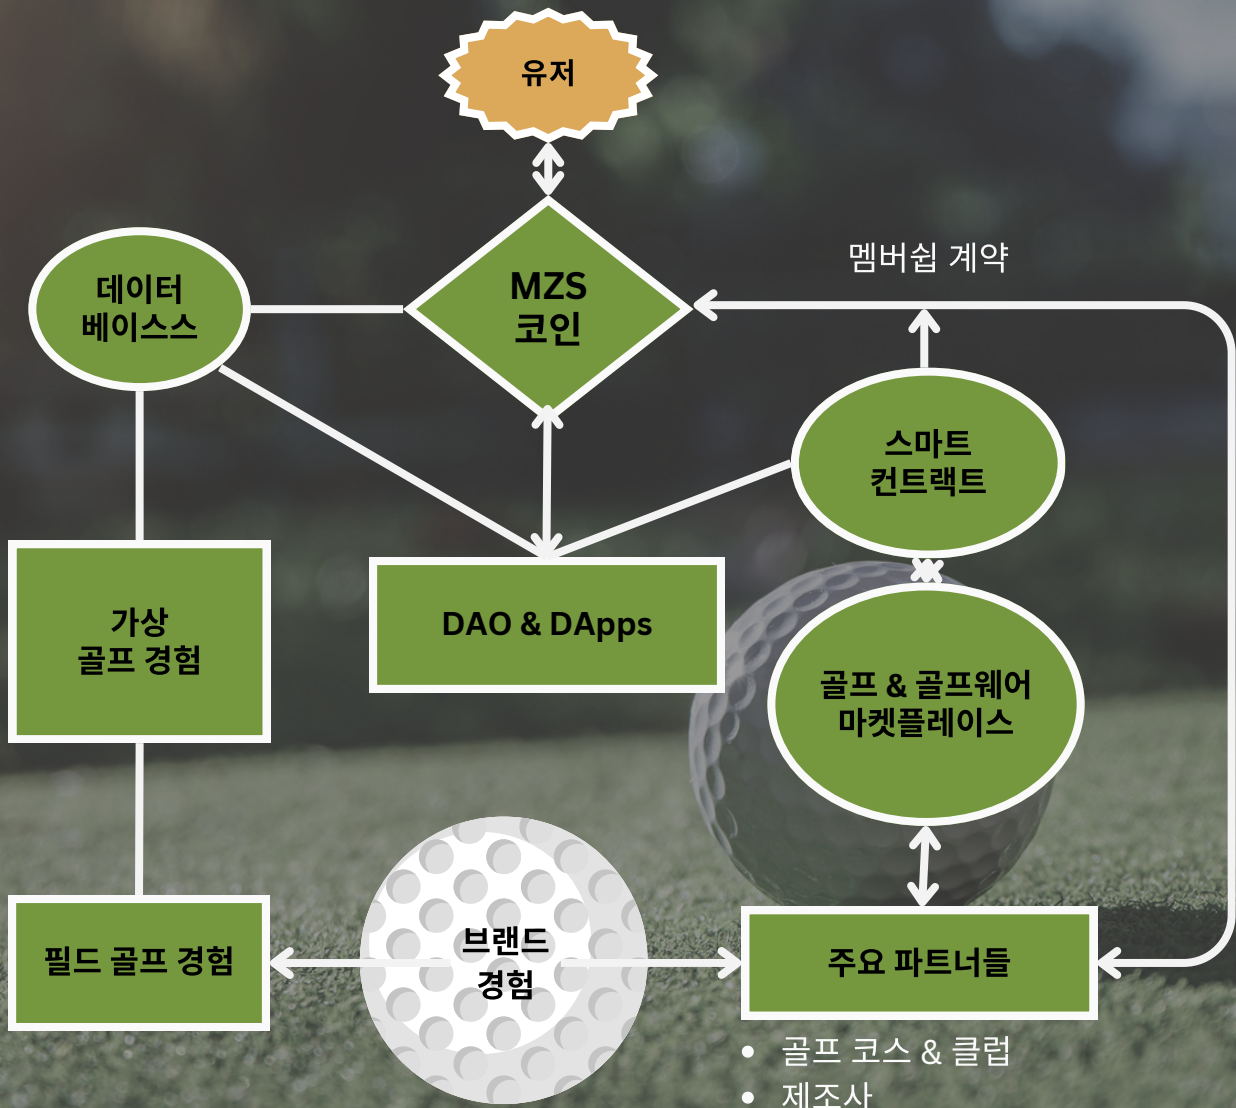 유저
멤버쉽 계약
데이터
베이스스
MZS
코인
스마트
컨트랙트
가상
골프 경험
DAO & DApps
골프 & 골프웨어
마켓플레이스
필드 골프 경험
브랜드
경험
주요 파트너들
• 골프 코스 & 클럽
• 제조사